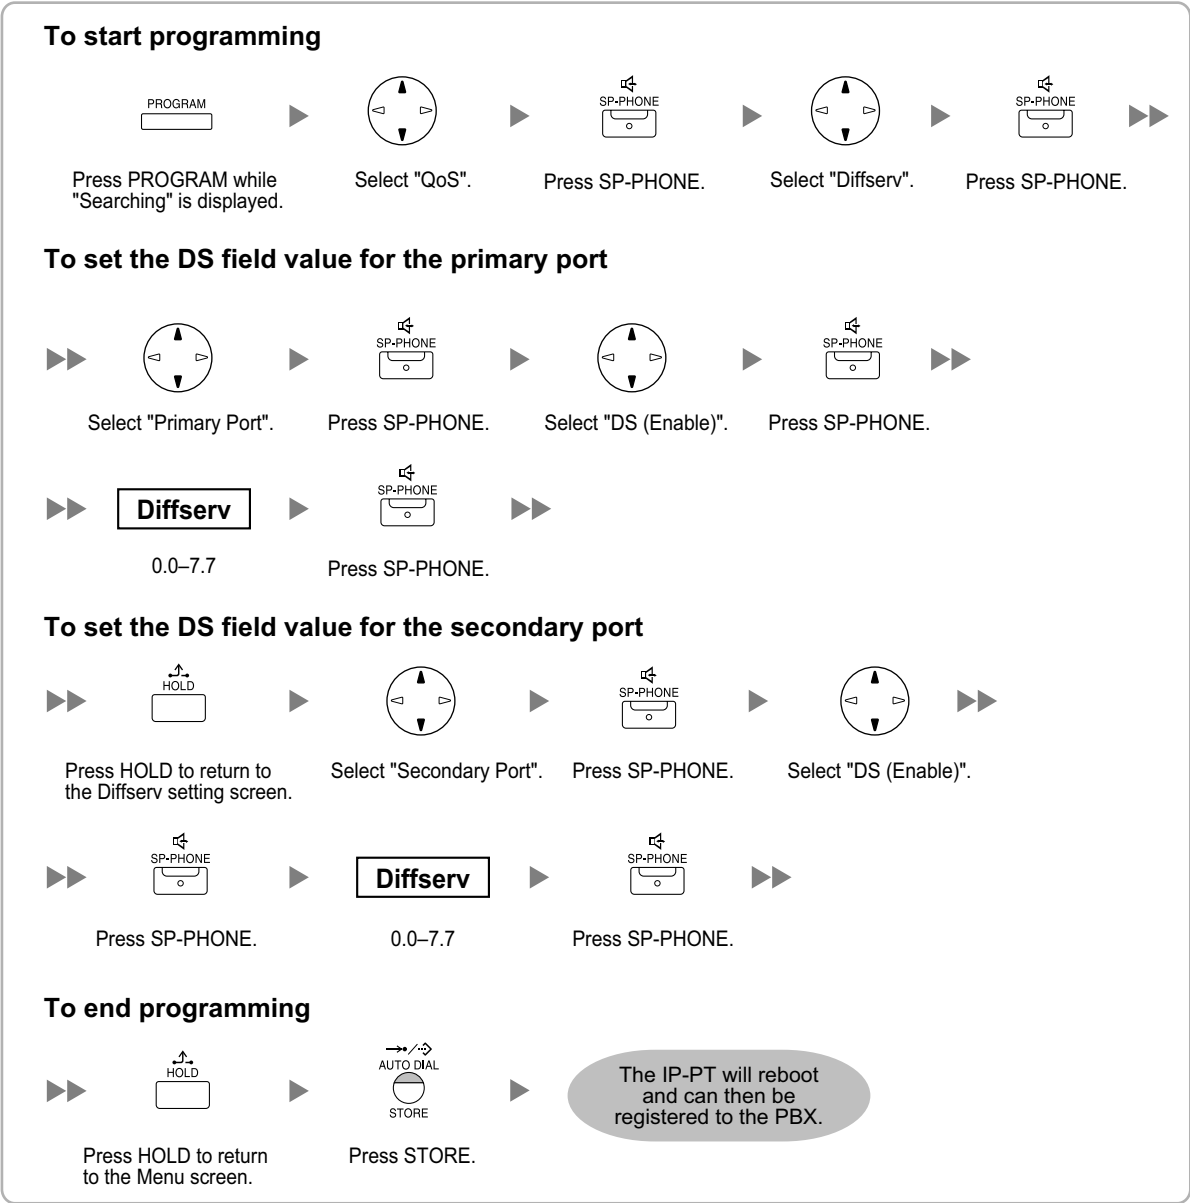 To start programming
PROGRAM
SP-PHONE
SP-PHONE
Press PROGRAM while
"Searching" is displayed.
Select "QoS".
Press SP-PHONE.
Select "Diffserv".
Press SP-PHONE.
To set the DS field value for the primary port
SP-PHONE
SP-PHONE
Select "Primary Port".
Press SP-PHONE.
Select "DS (Enable)".
Press SP-PHONE.
Diffserv
SP-PHONE
0.0–7.7
Press SP-PHONE.
To set the DS field value for the secondary port
HOLD
SP-PHONE
Press HOLD to return to
the Diffserv setting screen.
Select "Secondary Port".
Press SP-PHONE.
Select "DS (Enable)".
SP-PHONE
Diffserv
SP-PHONE
Press SP-PHONE.
0.0–7.7
Press SP-PHONE.
To end programming
HOLD
AUTO DIAL
STORE
The IP-PT will reboot
and can then be
registered to the PBX.
Press HOLD to return
to the Menu screen.
Press STORE.